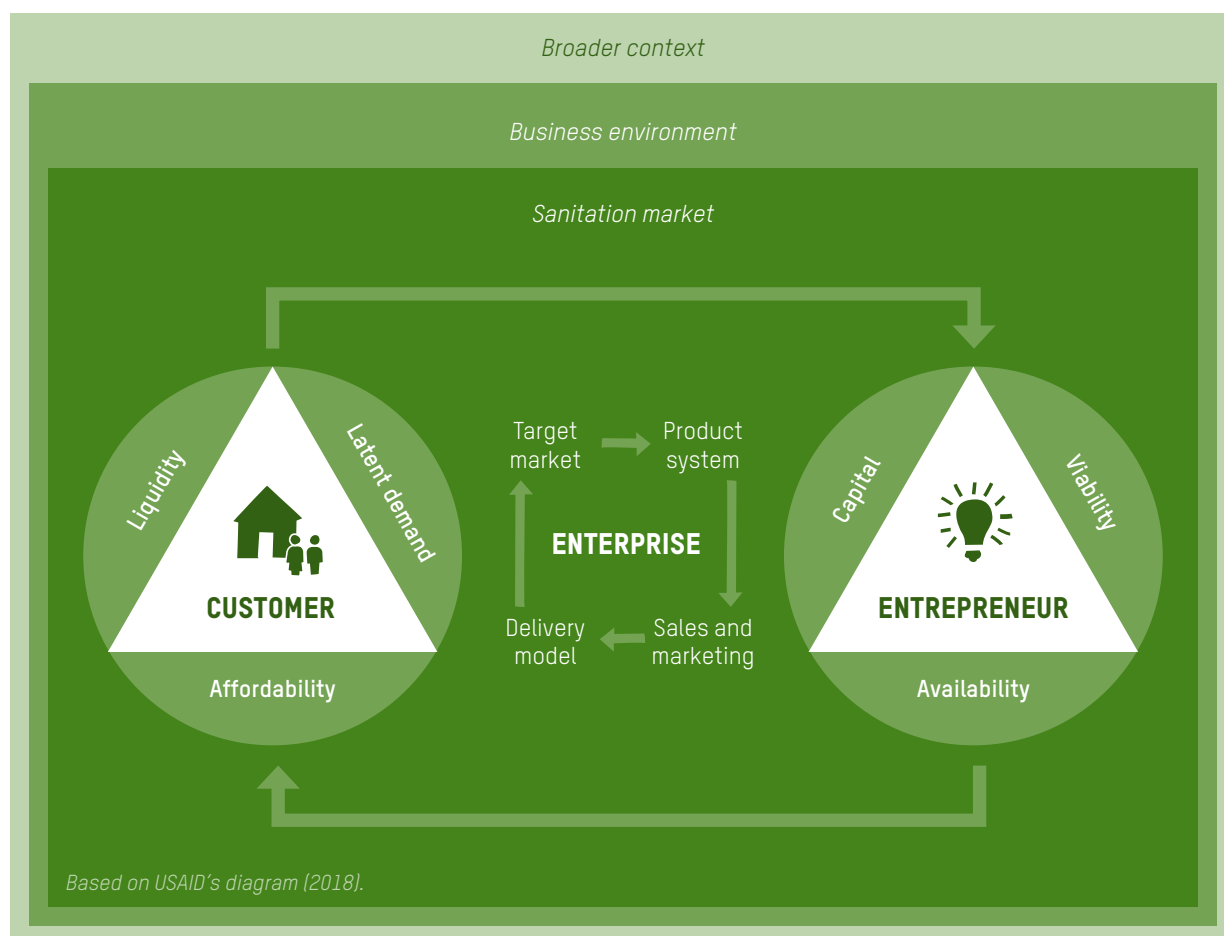 Broader context
Business environment
Sanitation market
Liquidity
Latent demand
CUSTOMER
Affordability
Target
market
Product
system
ENTERPRISE
Delivery
model
Sales and
marketing
Capital
Viability
ENTREPRENEUR
Availability
Based on USAID's diagram (2018).